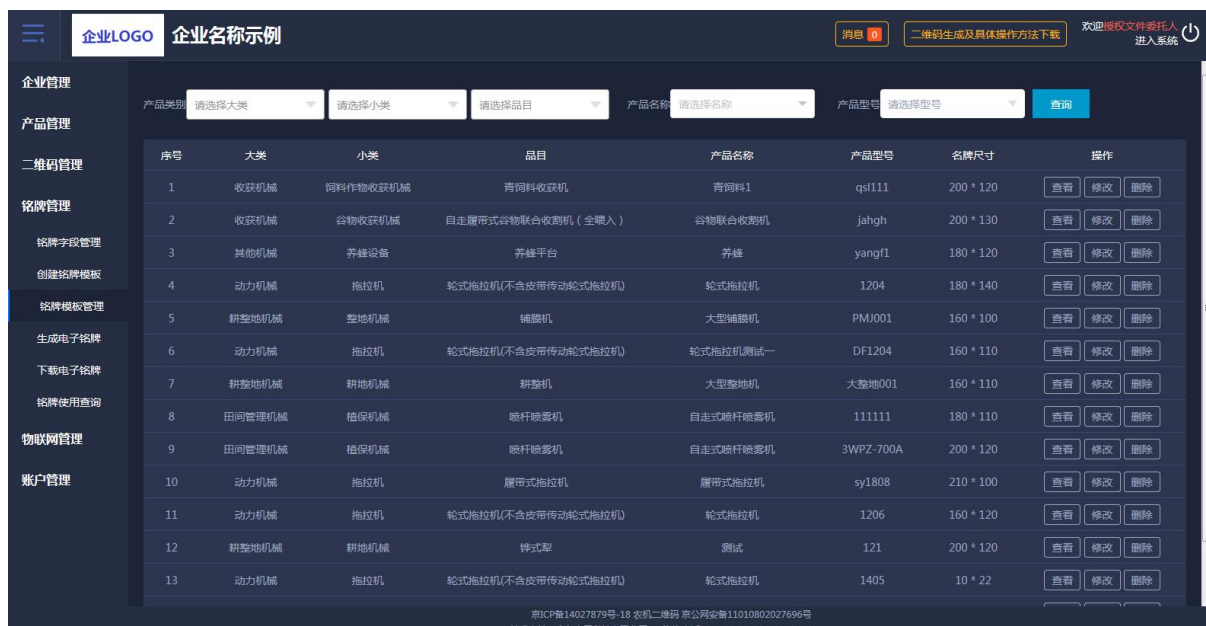 企业LOGO 企业名称示例 消息 0 二维码生成及具体操作方法下载 欢迎授权文件委托人
进入系统
企业管理
产品管理
二维码管理
铭牌管理
铭牌字段管理
创建铭牌模板
铭牌模板管理
生成电子铭牌
下载电子铭牌
铭牌使用查询
物联网管理
账户管理
产品类别 请选择大类 请选择小类 请选择品目 产品名称 请选择名称 产品型号 请选择型号 查询
序号 大类 小类 品目 产品名称 产品型号 名牌尺寸 操作
1 收获机械 饲料作物收获机械 青饲料收获机 青饲料1 qsl111 200 * 120 查看 修改 删除
2 收获机械 谷物收获机械 自走履带式谷物联合收割机（全喂入） 谷物联合收割机 jahgh 200 * 130 查看 修改 删除
3 其他机械 养蜂设备 养蜂平台 养蜂 yangf1 180 * 120 查看 修改 删除
4 动力机械 拖拉机 轮式拖拉机(不含皮带传动轮式拖拉机) 轮式拖拉机 1204 180 * 140 查看 修改 删除
5 耕整地机械 整地机械 铺膜机 大型铺膜机 PMJ001 160 * 100 查看 修改 删除
6 动力机械 拖拉机 轮式拖拉机(不含皮带传动轮式拖拉机) 轮式拖拉机测试一 DF1204 160 * 110 查看 修改 删除
7 耕整地机械 耕地机械 耕整机 大型整地机 大整地001 160 * 110 查看 修改 删除
8 田间管理机械 植保机械 喷杆喷雾机 自走式喷杆喷雾机 111111 180 * 110 查看 修改 删除
9 田间管理机械 植保机械 喷杆喷雾机 自走式喷杆喷雾机 3WPZ-700A 200 * 120 查看 修改 删除
10 动力机械 拖拉机 履带式拖拉机 履带式拖拉机 sy1808 210 * 100 查看 修改 删除
11 动力机械 拖拉机 轮式拖拉机(不含皮带传动轮式拖拉机) 轮式拖拉机 1206 160 * 120 查看 修改 删除
12 耕整地机械 耕地机械 铧式犁 测试 121 200 * 120 查看 修改 删除
13 动力机械 拖拉机 轮式拖拉机(不含皮带传动轮式拖拉机) 轮式拖拉机 1405 10 * 22 查看 修改 删除
京ICP备14027879号-18 农机二维码 京公网安备11010802027696号